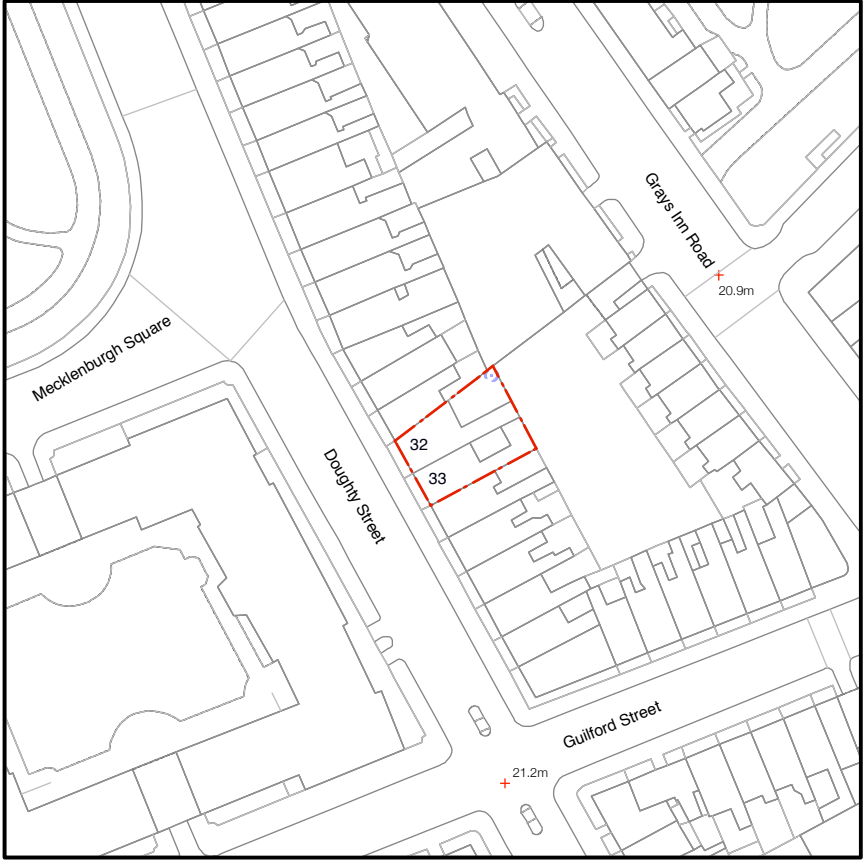 Grays Inn Road
20.9m
Mecklenburgh Square
32
33
Doughty Street
Guilford Street
21.2m